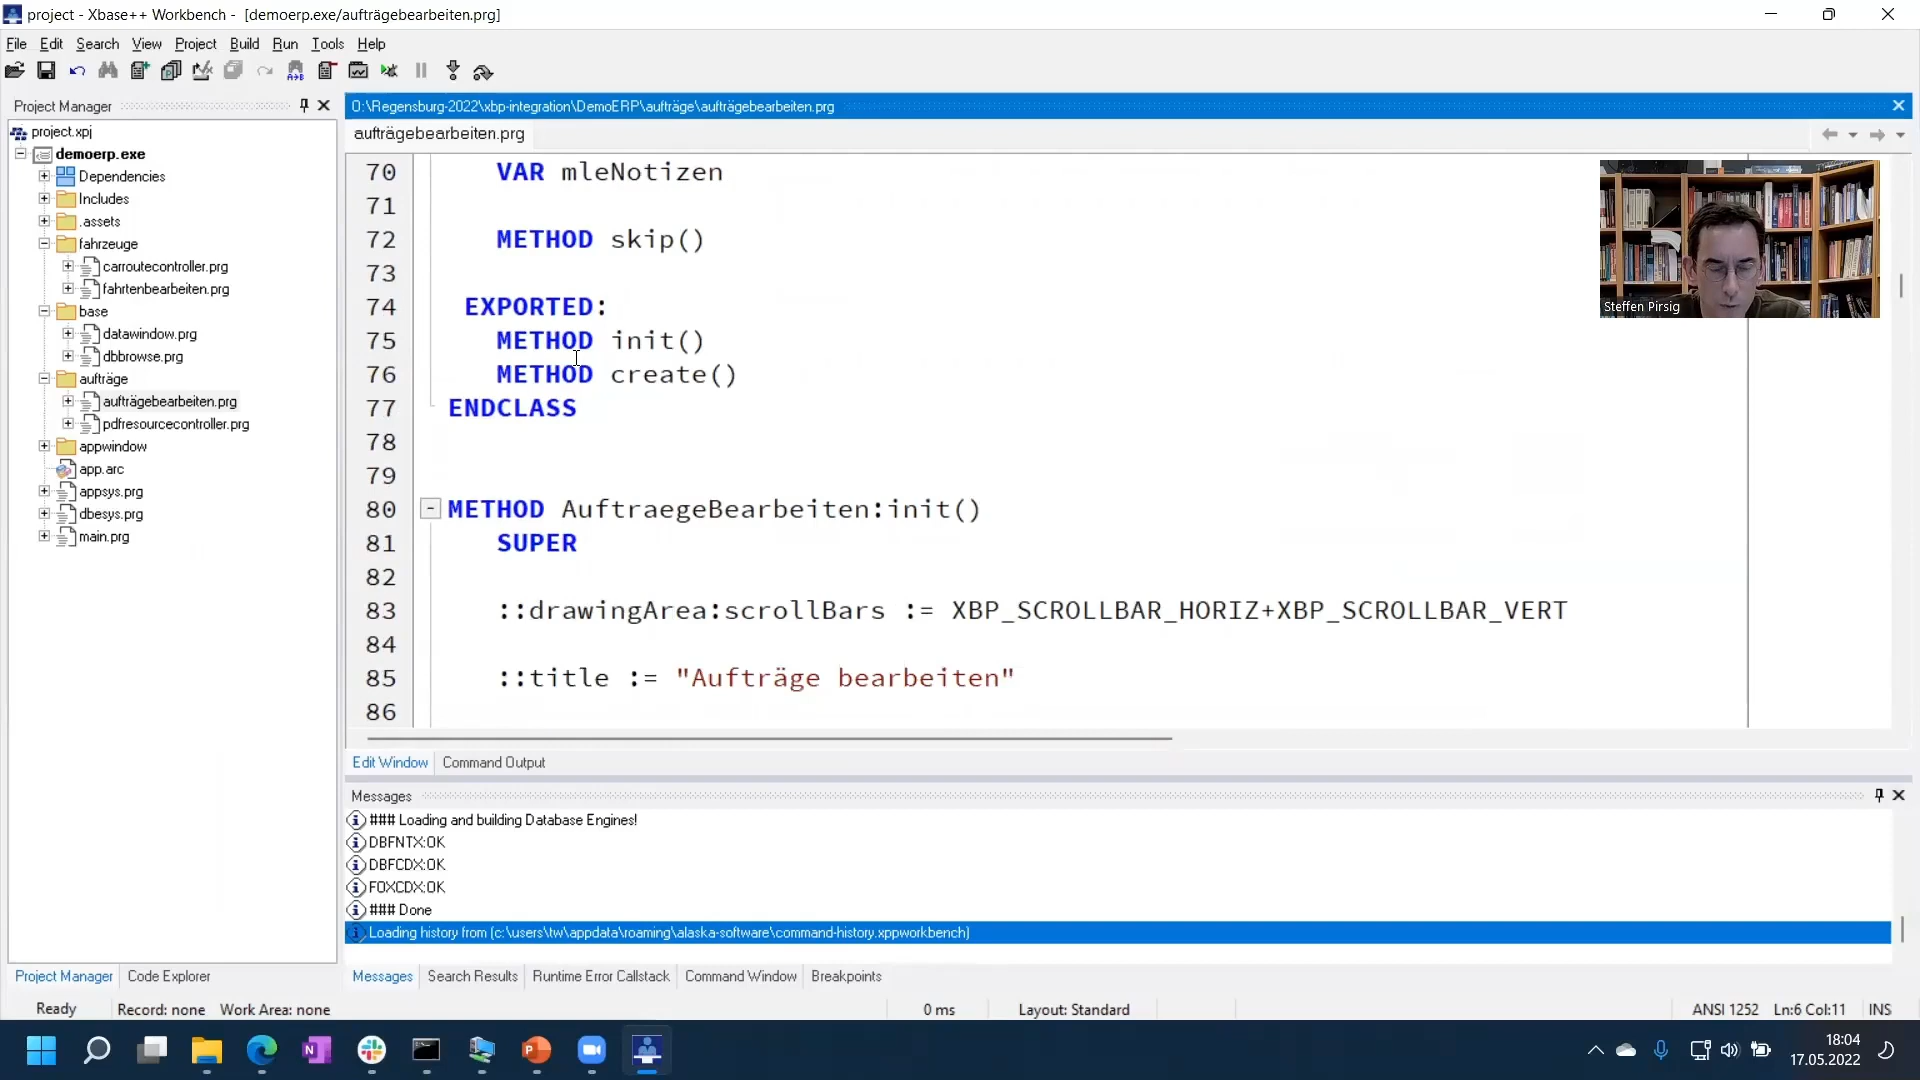 project - Xbase++ Workbench - [demoerp.exe/aufträgebearbeiten.prg]
File Edit Search View Project Build Run Tools Help
Project Manager
O:\Regensburg-2022\xbp-integration\DemoERP\aufträge\aufträgebearbeiten.prg
project.xpj
aufträgebearbeiten.prg
demoerp.exe
Dependencies
Includes
.assets
fahrzeuge
carroutecontroller.prg
fahrtenbearbeiten.prg
base
datawindow.prg
dbbrowse.prg
aufträge
aufträgebearbeiten.prg
pdfresourcecontroller.prg
appwindow
app.arc
appsys.prg
dbesys.prg
main.prg
70 VAR mleNotizen
71
72 METHOD skip()
73
74 EXPORTED:
75 METHOD init()
76 METHOD create()
77 ENDCLASS
78
79
80 METHOD AuftraegeBearbeiten:init()
81 SUPER
82
83 ::drawingArea:scrollBars := XBP_SCROLLBAR_HORIZ+XBP_SCROLLBAR_VERT
84
85 ::title := "Aufträge bearbeiten"
86
Steffen Pirsig
Edit Window Command Output
Messages
### Loading and building Database Engines!
DBFNTX:OK
DBFCDX:OK
FOXCDX:OK
### Done
Loading history from (c:\users\tw\appdata\roaming\alaska-software\command-history.xppworkbench)
Project Manager Code Explorer
Messages Search Results Runtime Error Callstack Command Window Breakpoints
Ready Record: none Work Area: none 0 ms Layout: Standard ANSI 1252 Ln:6 Col:11 INS
18:04
17.05.2022